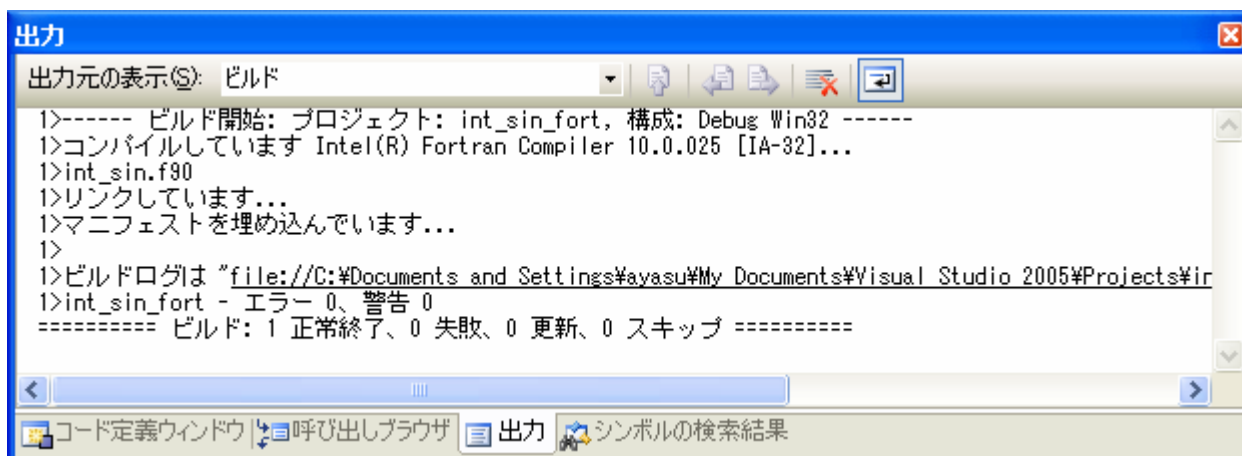 出力
出力元の表示(S): ビルド
1>------ ビルド開始: プロジェクト: int_sin_fort, 構成: Debug Win32 ------
1>コンパイルしています Intel(R) Fortran Compiler 10.0.025 [IA-32]...
1>int_sin.f90
1>リンクしています...
1>マニフェストを埋め込んでいます...
1>
1>ビルドログは "file://C:¥Documents and Settings¥ayasu¥My Documents¥Visual Studio 2005¥Projects¥
1>int_sin_fort - エラー 0、警告 0
========== ビルド: 1 正常終了、0 失敗、0 更新、0 スキップ ==========
コード定義ウィンドウ 呼び出しブラウザ 出力 シンボルの検索結果